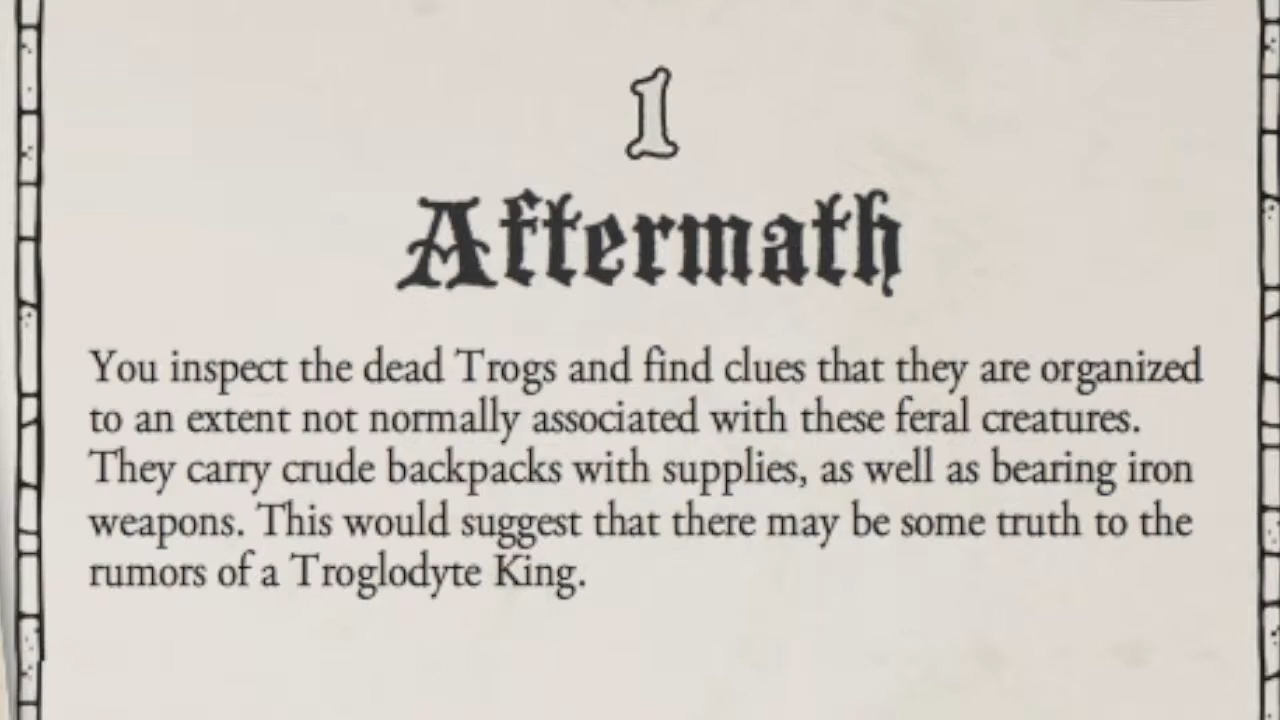 1
Aftermath
You inspect the dead Trogs and find clues that they are organized
to an extent not normally associated with these feral creatures.
They carry crude backpacks with supplies, as well as bearing iron
weapons. This would suggest that there may be some truth to the
rumors of a Troglodyte King.